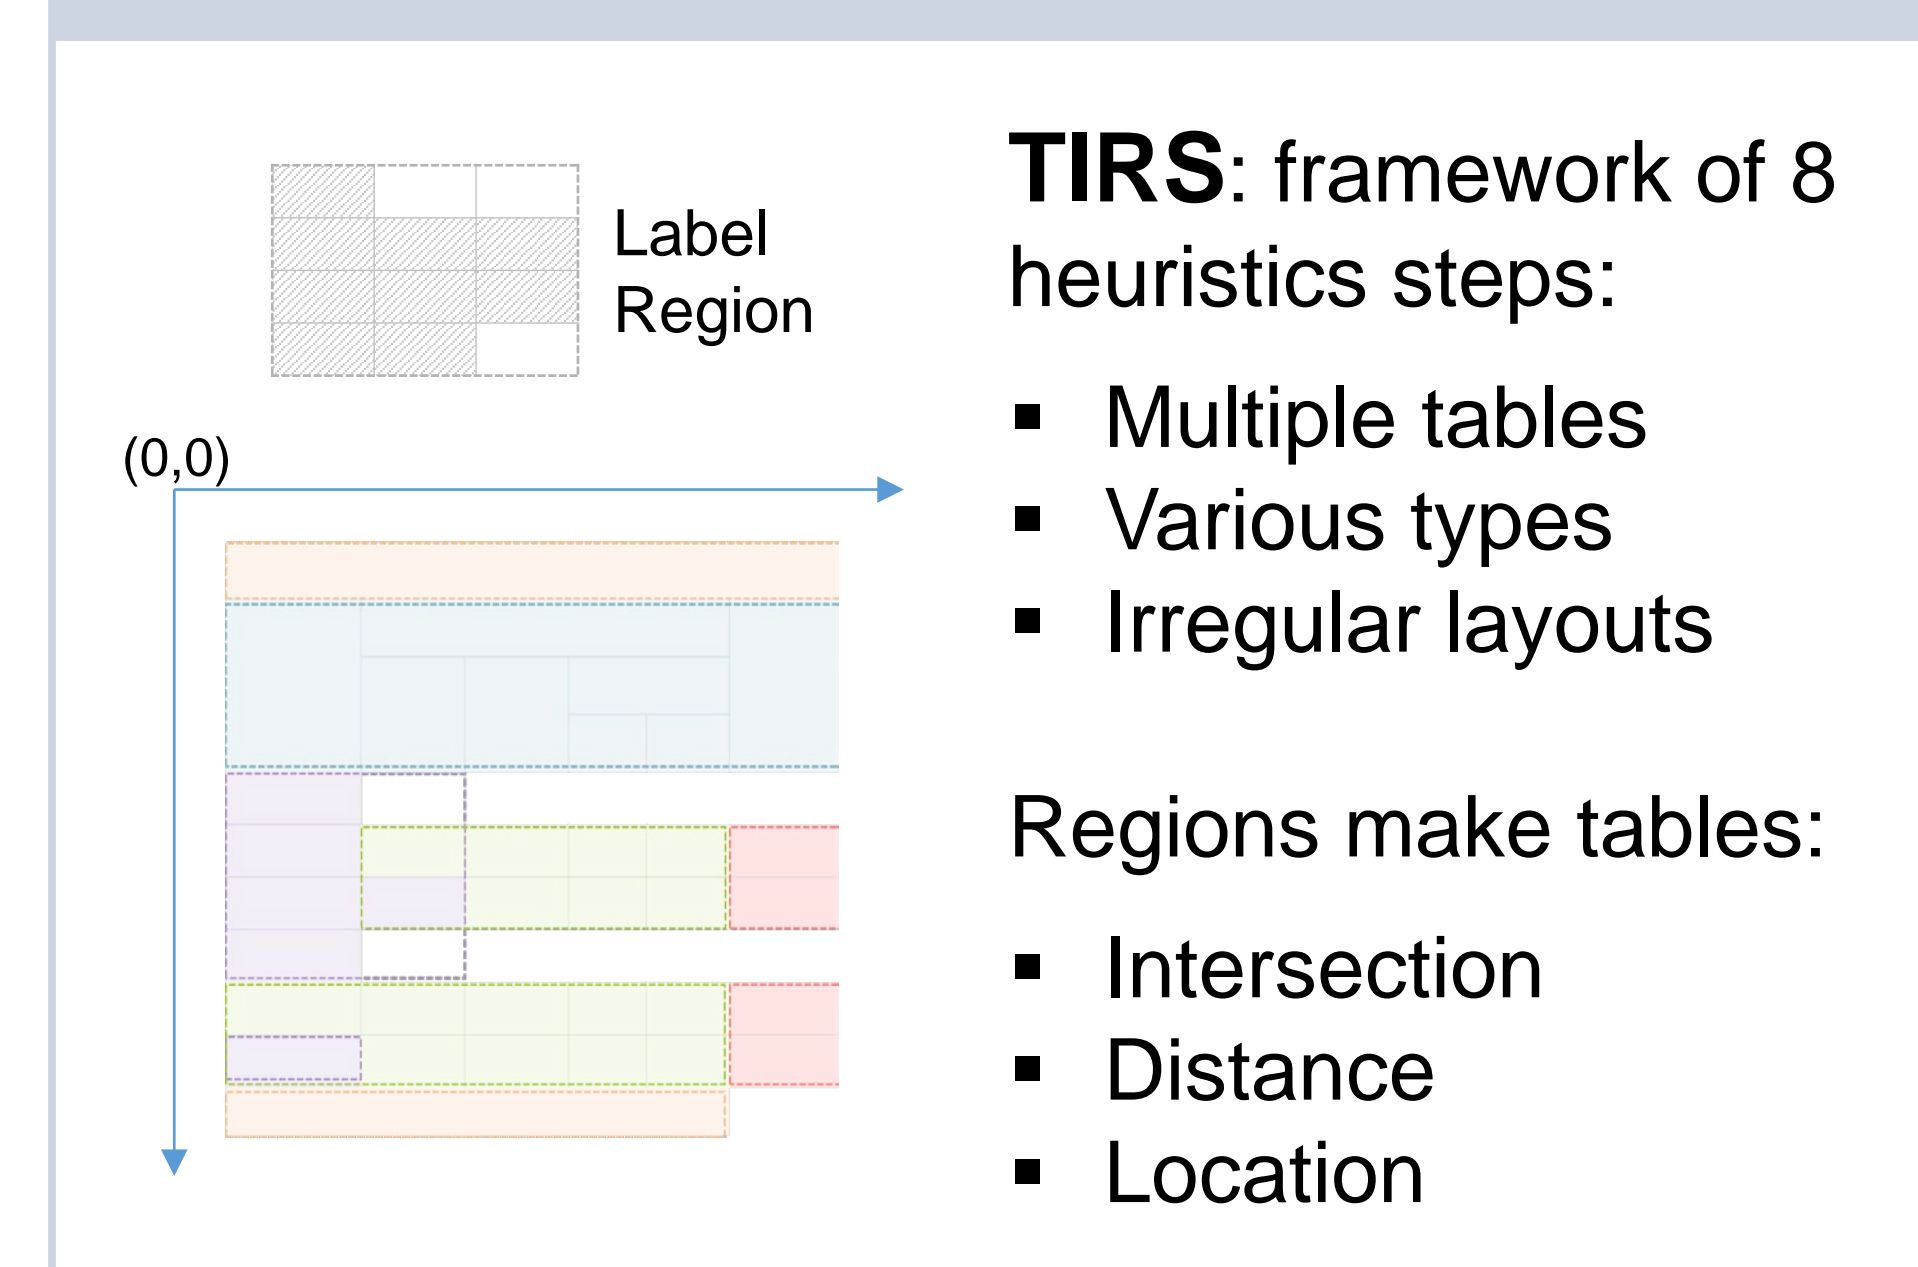 Label
Region
(0,0)
TIRS: framework of 8
heuristics steps:
▪ Multiple tables
▪ Various types
▪ Irregular layouts
Regions make tables:
▪ Intersection
▪ Distance
▪ Location